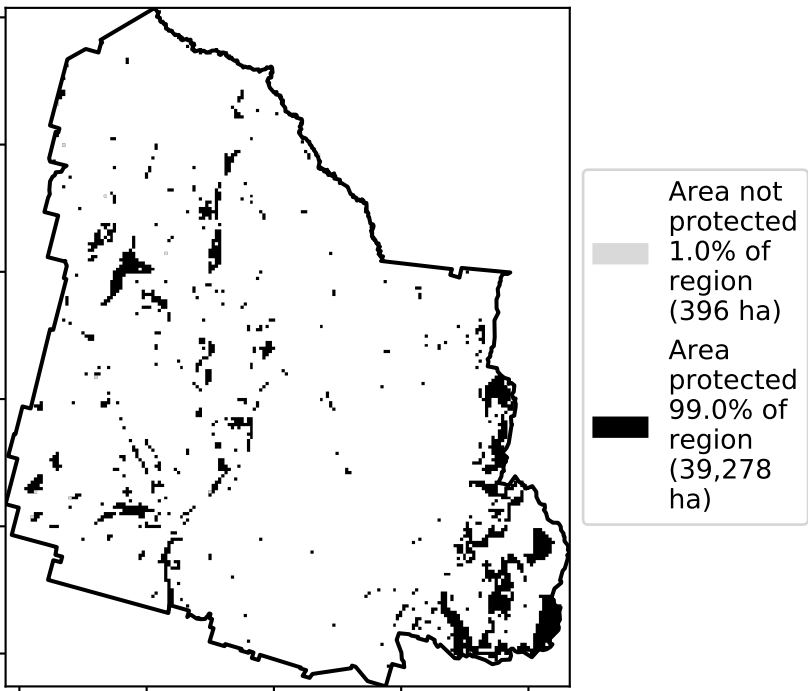 Area not
protected
1.0% of
region
(396 ha)
Area
protected
99.0% of
region
(39,278
ha)